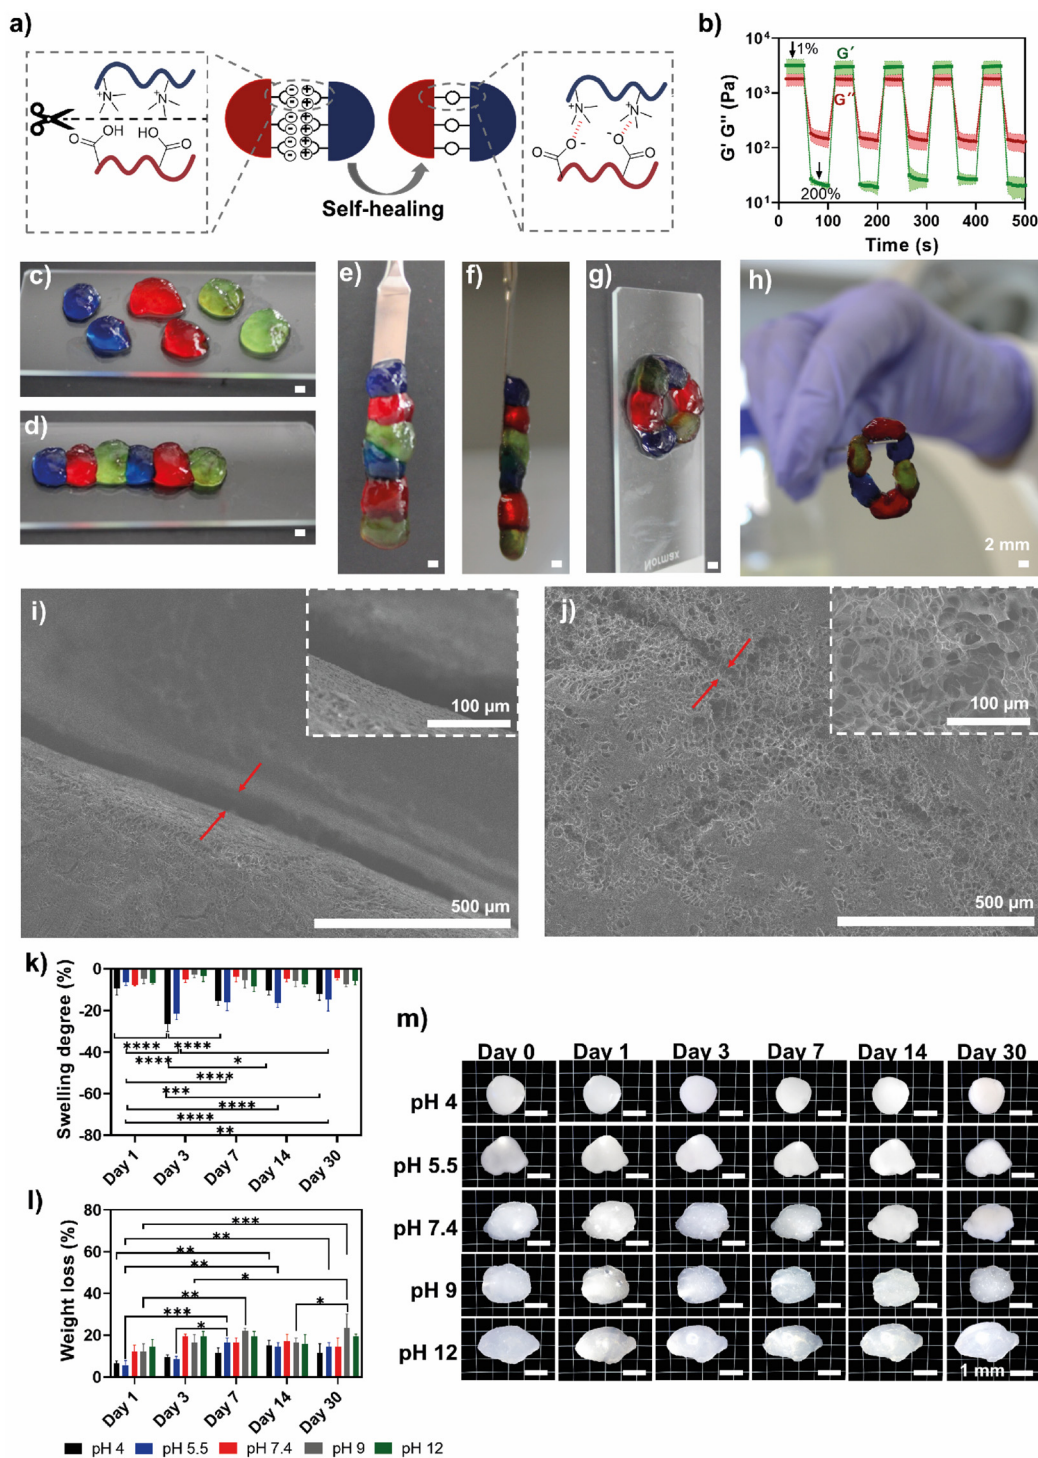 a)
OH HO
N + N +
- +
Self-healing
O -
- O
b)
G' G'' (Pa)
10⁴
10³
10²
10¹
1%
G'
G''
200%
0 100 200 300 400 500
Time (s)
c)
d)
e)
f)
g)
Normax
h)
2 mm
i)
100 µm
500 µm
j)
100 µm
500 µm
k)
Swelling degree (%)
0
-20
-40
-60
-80
**** ****
**** *
****
***
****
****
**
Day 1 Day 3 Day 7 Day 14 Day 30
l)
Weight loss (%)
80
60
40
20
0
***
**
**
**
*
**
*
***
*
Day 1 Day 3 Day 7 Day 14 Day 30
pH 4 pH 5.5 pH 7.4 pH 9 pH 12
m)
Day 0 Day 1 Day 3 Day 7 Day 14 Day 30
pH 4
pH 5.5
pH 7.4
pH 9
pH 12
1 mm